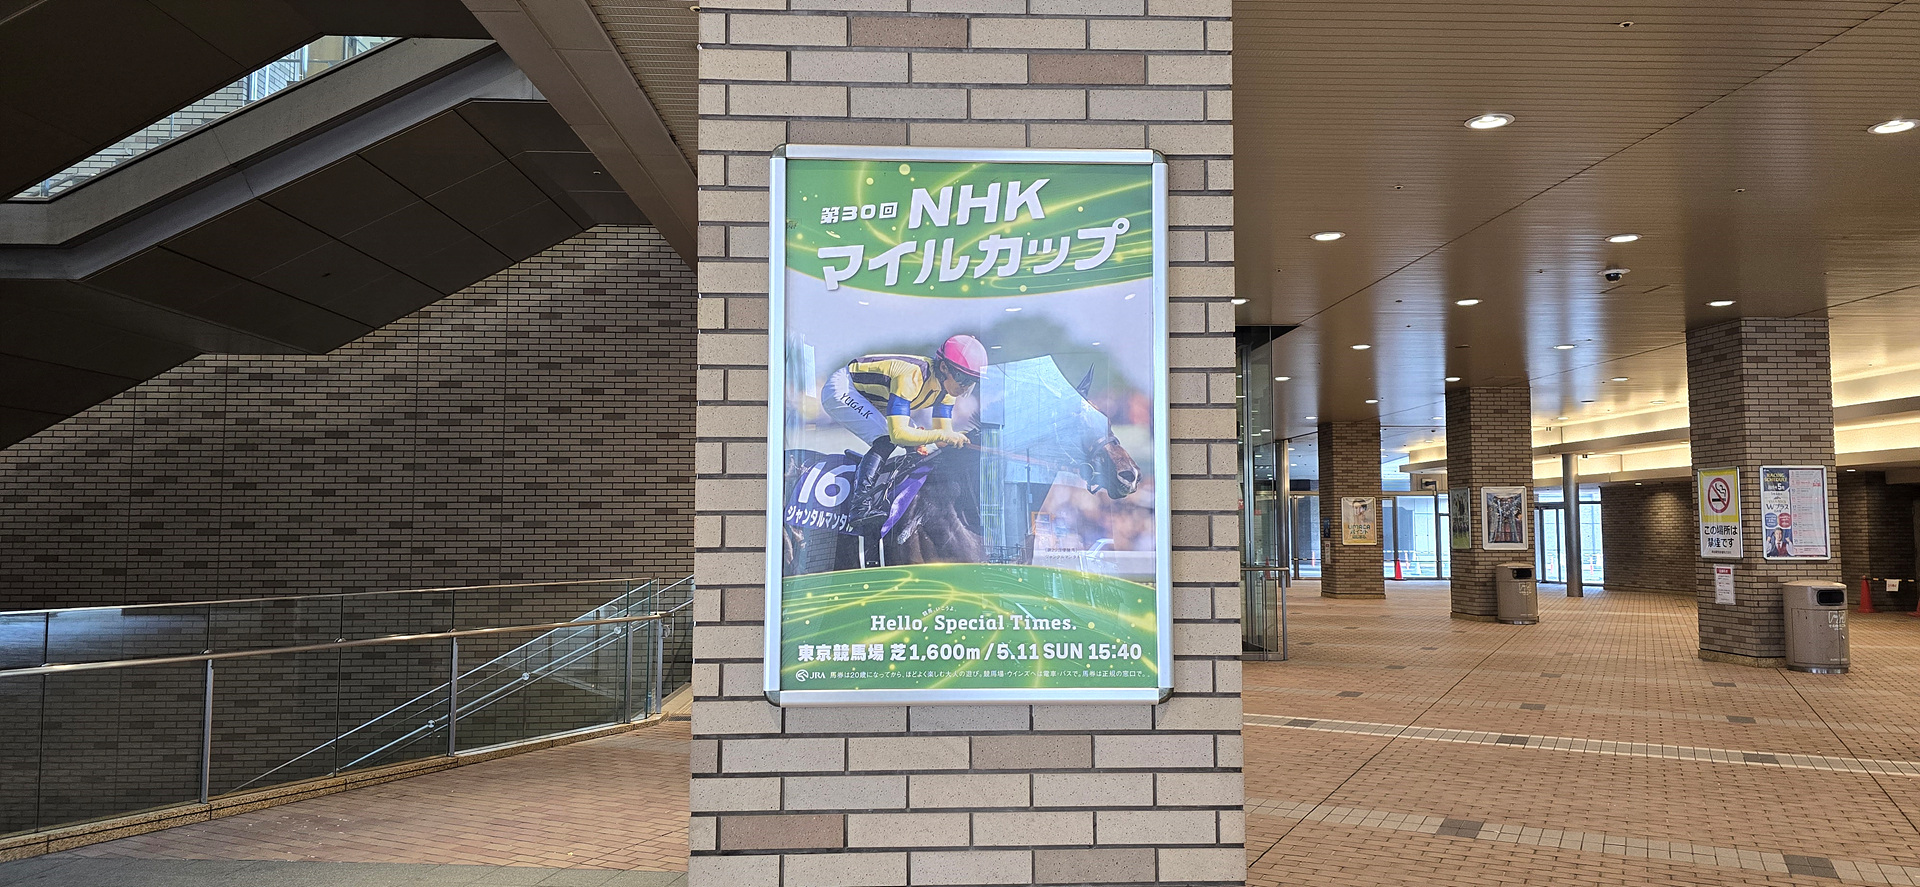 第30回 NHK
マイルカップ
YUGA.K
16
ジャンタルマンタル
Hello, Special Times.
東京競馬場 芝1,600m/5.11 SUN 15:40
JRA 馬券は20歳になってから、ほどよく楽しむ大人の遊び。競馬場・ウインズへは電車・バスで。馬券は正規の窓口で。
この場所は
禁煙です
UMACA
Wプラス